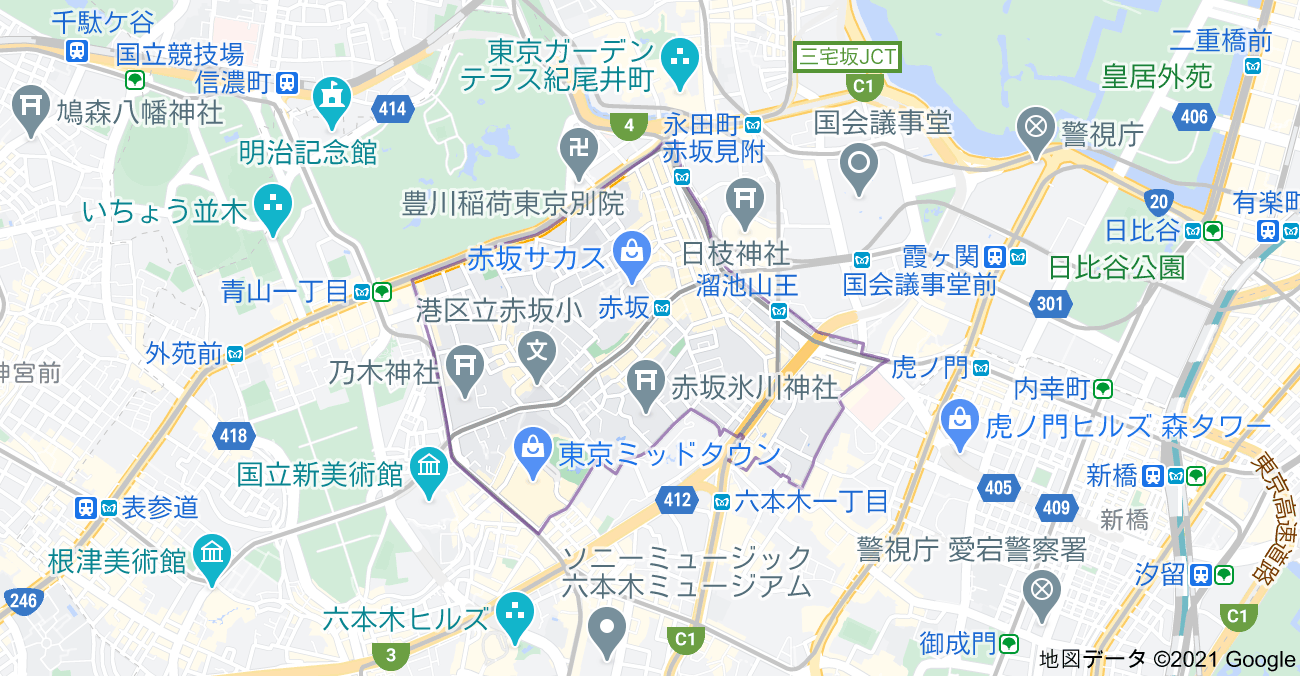 千駄ケ谷
国立競技場
信濃町
鳩森八幡神社
414
明治記念館
いちょう並木
東京ガーデン
テラス紀尾井町
4
永田町
赤坂見附
三宅坂JCT
C1
国会議事堂
警視庁
二重橋前
皇居外苑
406
20
有楽町
日比谷
日比谷公園
霞ヶ関
国会議事堂前
301
豊川稲荷東京別院
赤坂サカス
日枝神社
溜池山王
青山一丁目
港区立赤坂小
赤坂
文
外苑前
神宮前
乃木神社
赤坂氷川神社
虎ノ門
内幸町
虎ノ門ヒルズ 森タワー
418
国立新美術館
東京ミッドタウン
412
六本木一丁目
405
409
新橋
新橋
東京高速道路
表参道
根津美術館
246
ソニーミュージック
六本木ミュージアム
警視庁 愛宕警察署
汐留
六本木ヒルズ
3
C1
C1
御成門
地図データ ©2021 Google